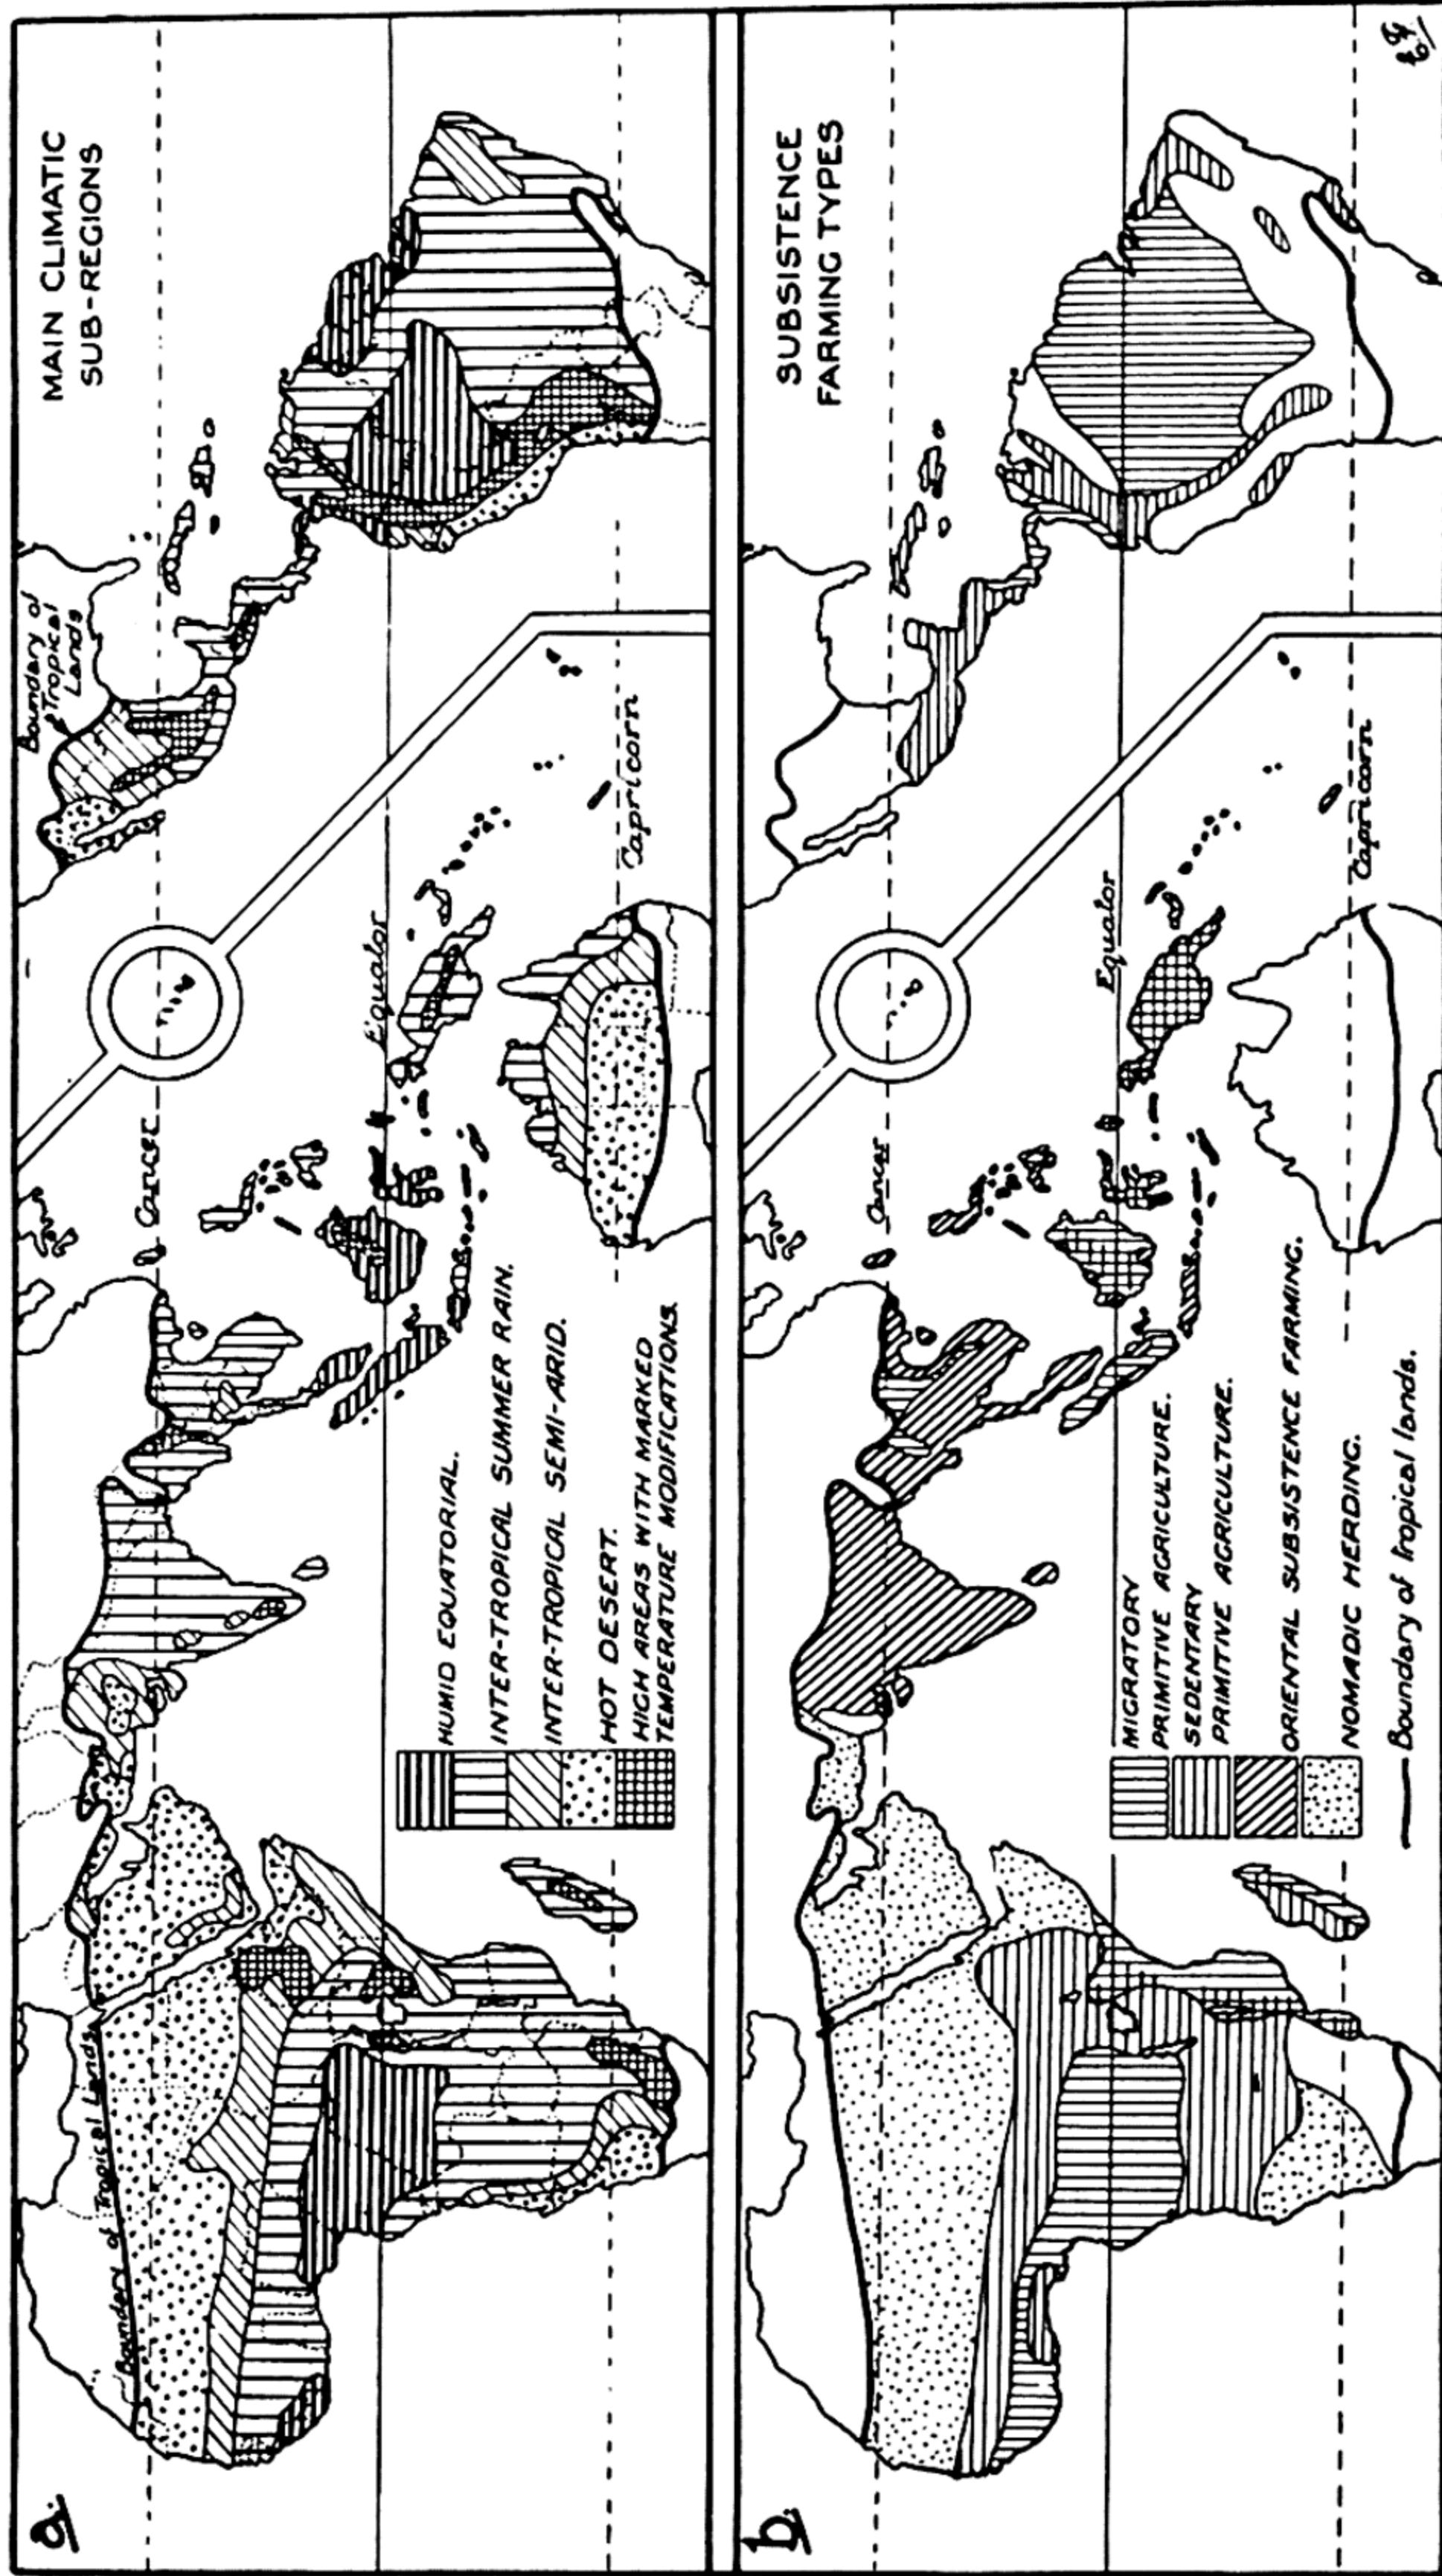 a.
MAIN CLIMATIC
SUB-REGIONS
Boundary of
Tropical
Lands
Cancer
Equator
Capricorn
Boundary of Tropical Lands
HUMID EQUATORIAL.
INTER-TROPICAL SUMMER RAIN.
INTER-TROPICAL SEMI-ARID.
HOT DESERT.
HIGH AREAS WITH MARKED
TEMPERATURE MODIFICATIONS.
b.
SUBSISTENCE
FARMING TYPES
Cancer
Equator
Capricorn
MIGRATORY
PRIMITIVE AGRICULTURE.
SEDENTARY
PRIMITIVE AGRICULTURE.
ORIENTAL SUBSISTENCE FARMING.
NOMADIC HERDING.
Boundary of tropical lands.